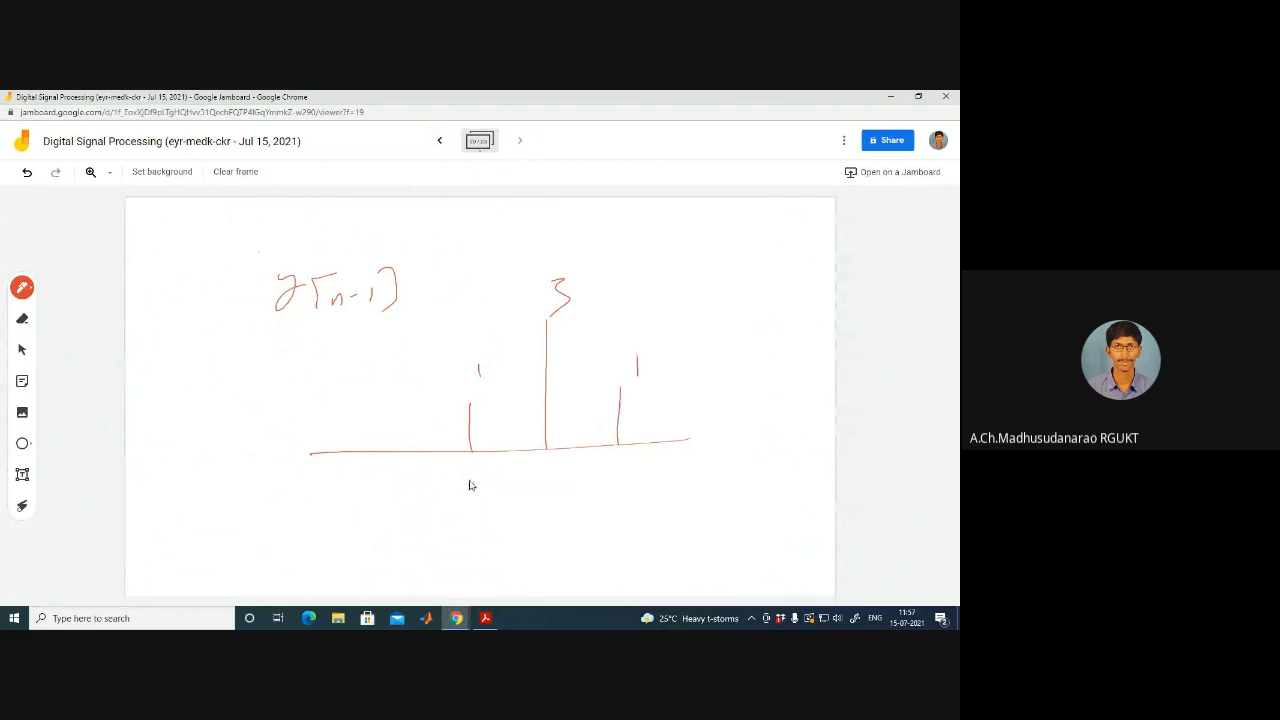 Digital Signal Processing (eyr-medk-ckr - Jul 15, 2021) - Google Jamboard - Google Chrome
Digital Signal Processing (eyr-medk-ckr - Jul 15, 2021)
Share
Set background
Clear frame
Open on a Jamboard
y[n-1]
3
1
1
A.Ch.Madhusudanarao RGUKT
Type here to search
25°C Heavy t-storms
ENG
11:57
15-07-2021
2